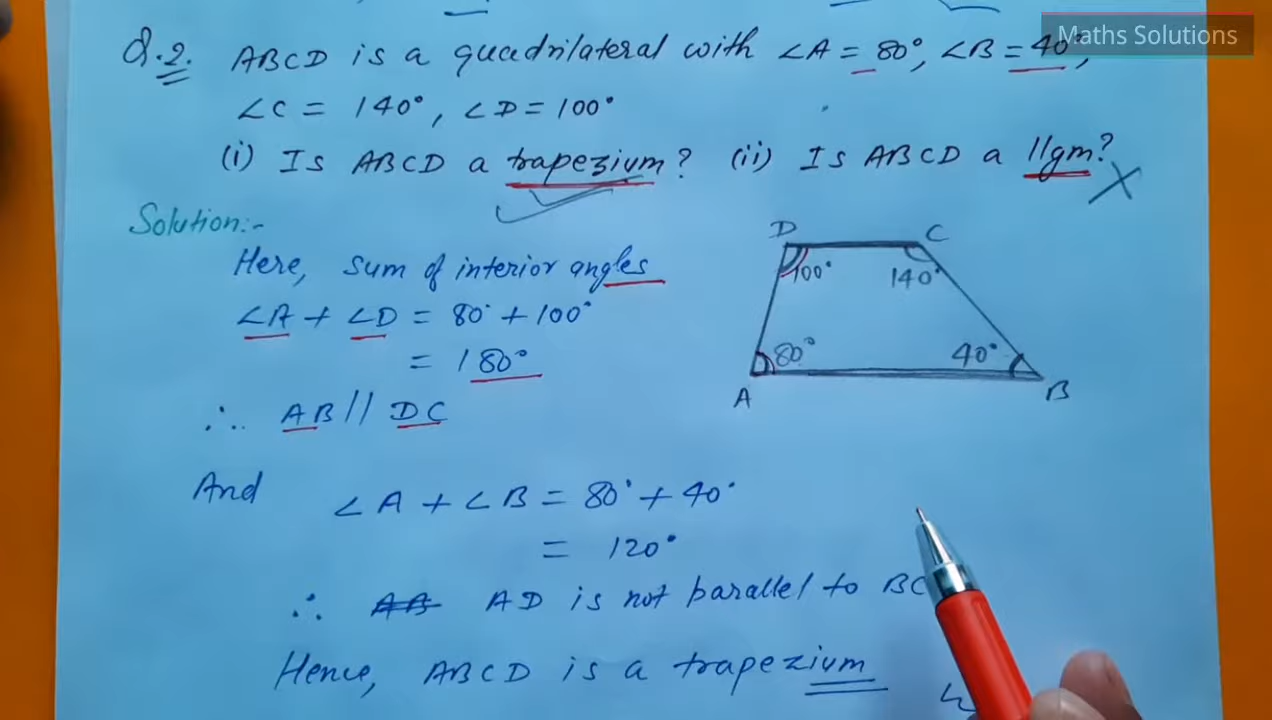 Maths Solutions
Q.2. ABCD is a quadrilateral with ∠A = 80°, ∠B = 40°,
∠C = 140°, ∠D = 100°
(i) Is ABCD a trapezium? (ii) Is ABCD a //gm?
Solution:-
Here, sum of interior angles
∠A + ∠D = 80° + 100°
= 180°
∴ AB // DC
D C
100° 140°
80° 40°
A B
And ∠A + ∠B = 80° + 40°
= 120°
∴ AB AD is not parallel to BC
Hence, ABCD is a trapezium